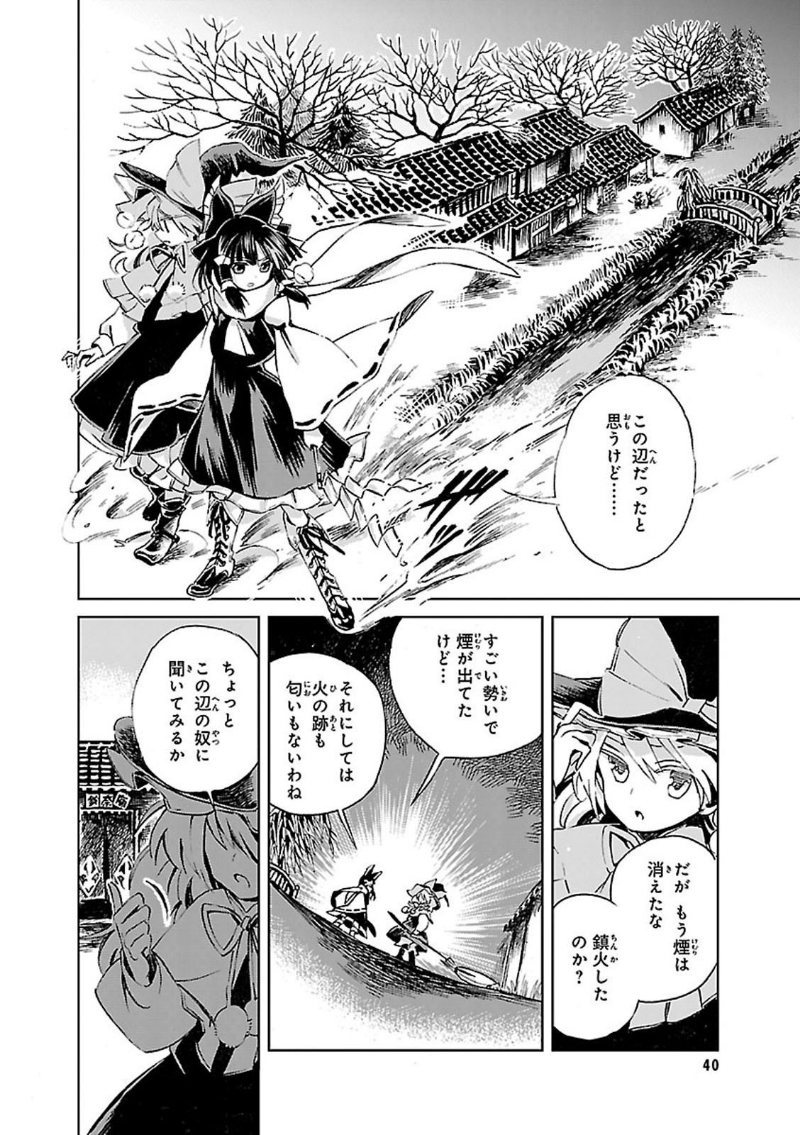 この辺だったと
思うけど……
だが もう煙は
消えたな
鎮火した
のか?
すごい勢いで
煙が出てた
けど…
それにしては
火の跡も
匂いもないわね
ちょっと
この辺の奴に
聞いてみるか
40